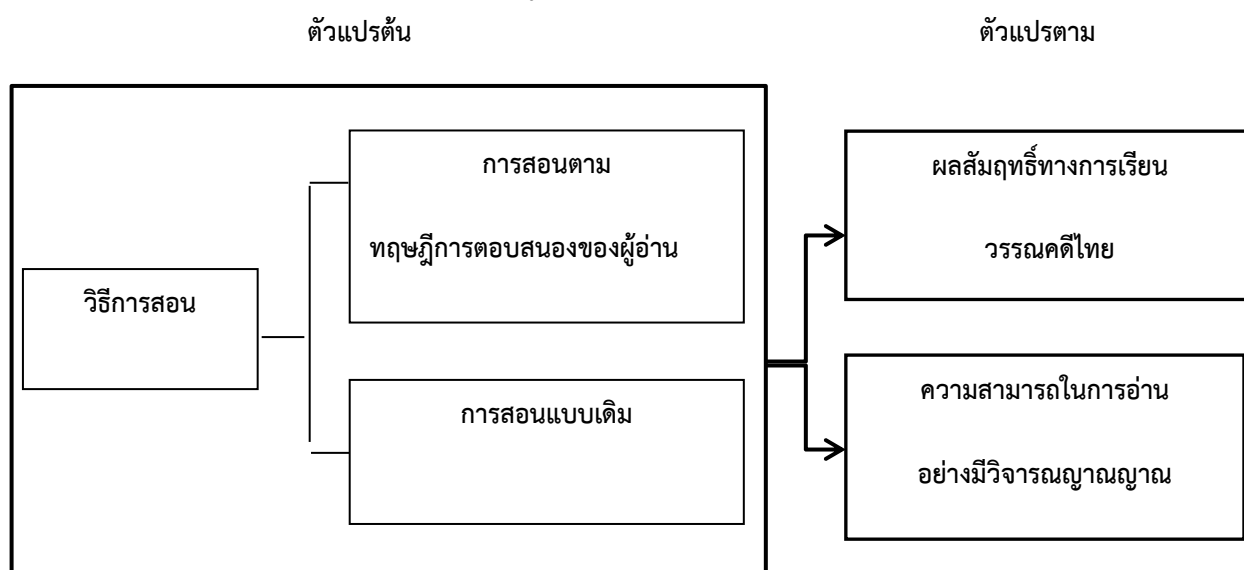 ตัวแปรต้น
ตัวแปรตาม
วิธีการสอน
การสอนตาม
ทฤษฎีการตอบสนองของผู้อ่าน
การสอนแบบเดิม
ผลสัมฤทธิ์ทางการเรียน
วรรณคดีไทย
ความสามารถในการอ่าน
อย่างมีวิจารณญาณญาณ